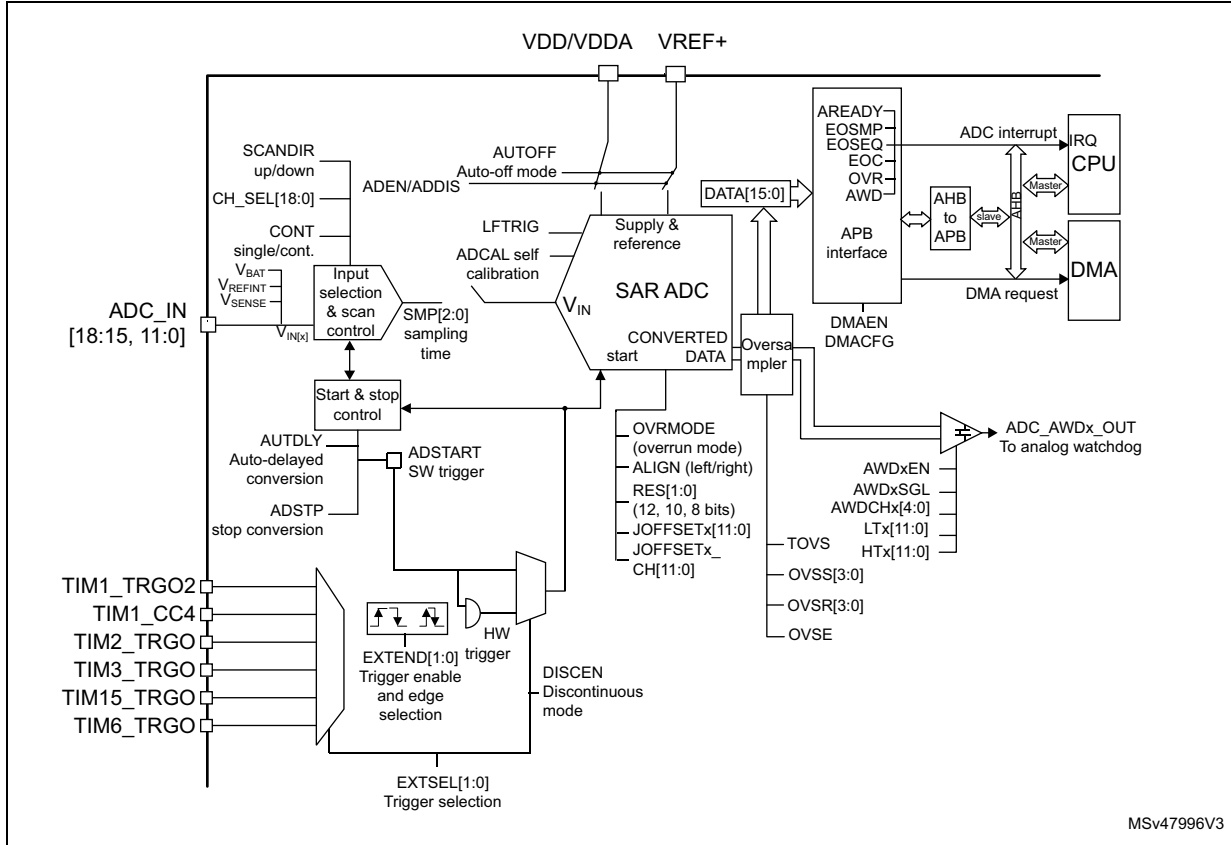 VDD/VDDA VREF+
SCANDIR
up/down
CH_SEL[18:0]
CONT
single/cont.
VBAT
VREFINT
VSENSE
ADC_IN
[18:15, 11:0]
VIN[x]
Input
selection
& scan
control
SMP[2:0]
sampling
time
AUTOFF
Auto-off mode
ADEN/ADDIS
LFTRIG
ADCAL self
calibration
Supply &
reference
VIN
SAR ADC
CONVERTED
DATA
start
DATA[15:0]
AREADY
EOSMP
EOSEQ
EOC
OVR
AWD
APB
interface
DMAEN
DMACFG
AHB
to
APB
slave
AHB
Master
Master
ADC interrupt
IRQ
CPU
DMA
DMA request
Oversa
mpler
Start & stop
control
AUTDLY
Auto-delayed
conversion
ADSTP
stop conversion
ADSTART
SW trigger
OVRMODE
(overrun mode)
ALIGN (left/right)
RES[1:0]
(12, 10, 8 bits)
JOFFSETx[11:0]
JOFFSETx_
CH[11:0]
TOVS
OVSS[3:0]
OVSR[3:0]
OVSE
ADC_AWDx_OUT
To analog watchdog
AWDxEN
AWDxSGL
AWDCHx[4:0]
LTx[11:0]
HTx[11:0]
TIM1_TRGO2
TIM1_CC4
TIM2_TRGO
TIM3_TRGO
TIM15_TRGO
TIM6_TRGO
HW
trigger
EXTEND[1:0]
Trigger enable
and edge
selection
DISCEN
Discontinuous
mode
EXTSEL[1:0]
Trigger selection
MSv47996V3